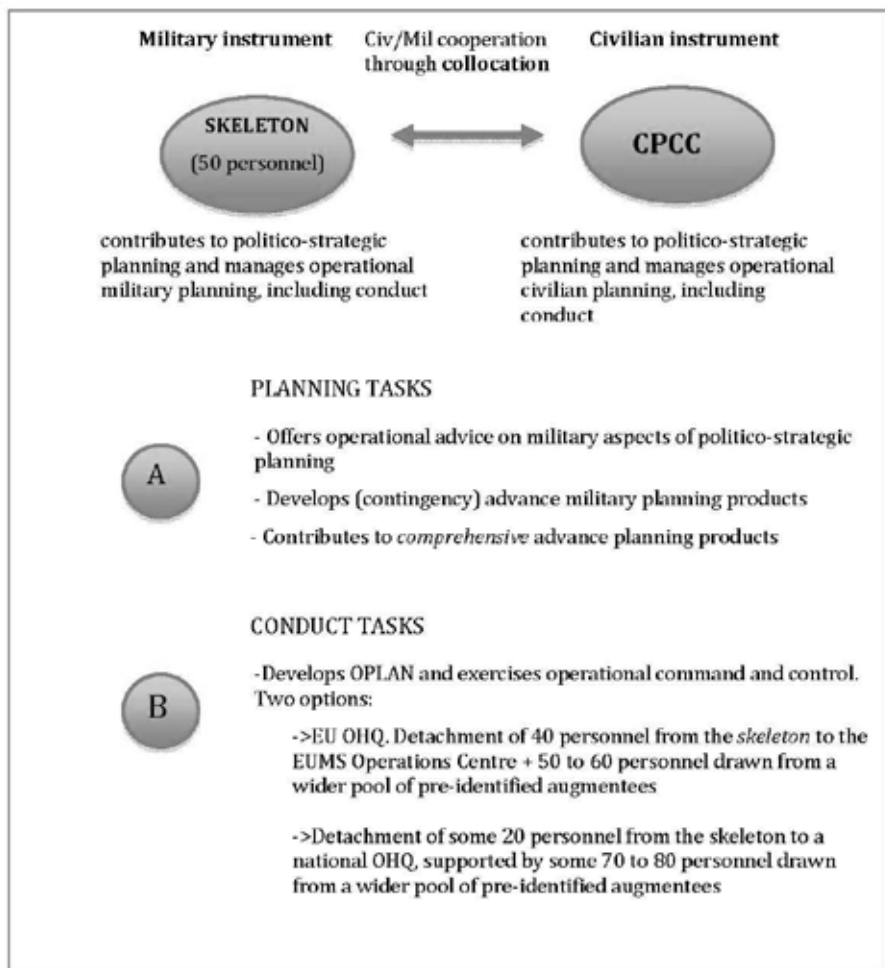 Military instrument
Civ/Mil cooperation
through collocation
Civilian instrument
SKELETON
(50 personnel)
CPCC
contributes to politico-strategic
planning and manages operational
military planning, including conduct
contributes to politico-strategic
planning and manages operational
civilian planning, including
conduct
PLANNING TASKS
A
- Offers operational advice on military aspects of politico-strategic
planning
- Develops (contingency) advance military planning products
- Contributes to comprehensive advance planning products
CONDUCT TASKS
B
-Develops OPLAN and exercises operational command and control.
Two options:
->EU OHQ. Detachment of 40 personnel from the skeleton to the
EUMS Operations Centre + 50 to 60 personnel drawn from a
wider pool of pre-identified augmentees
->Detachment of some 20 personnel from the skeleton to a
national OHQ, supported by some 70 to 80 personnel drawn
from a wider pool of pre-identified augmentees